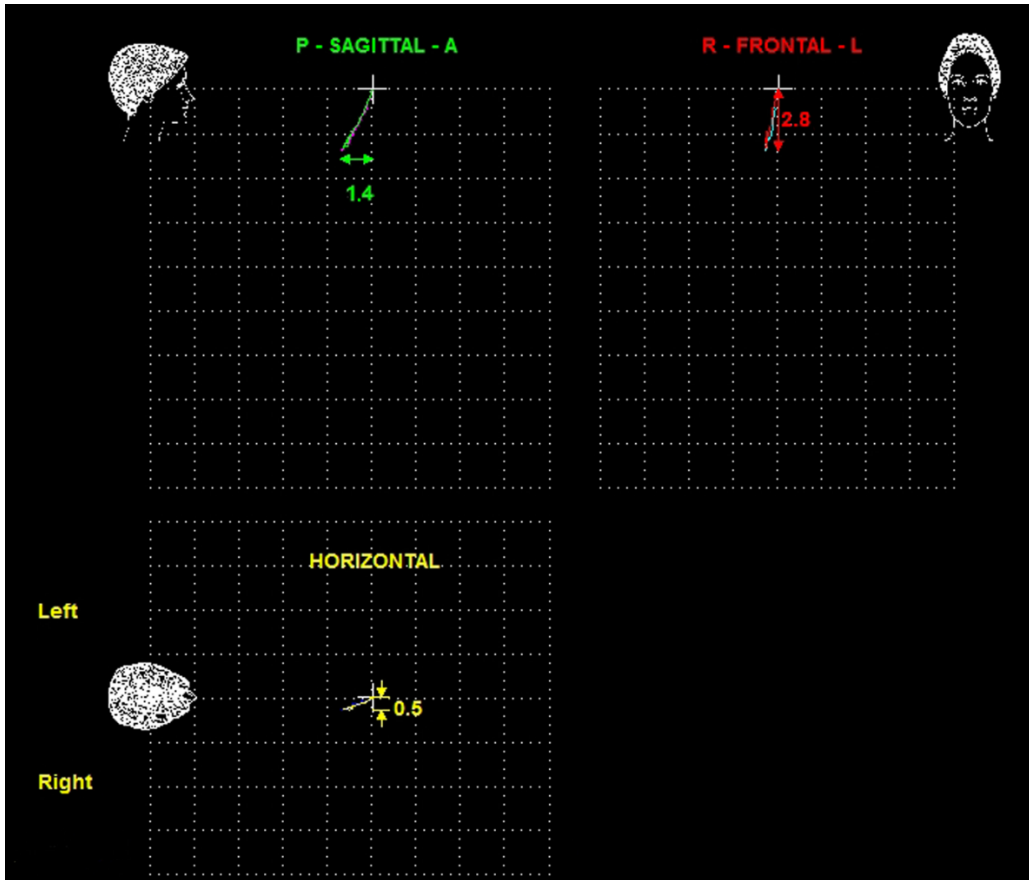 P - SAGITTAL - A
R - FRONTAL - L
2.8
1.4
HORIZONTAL
Left
0.5
Right